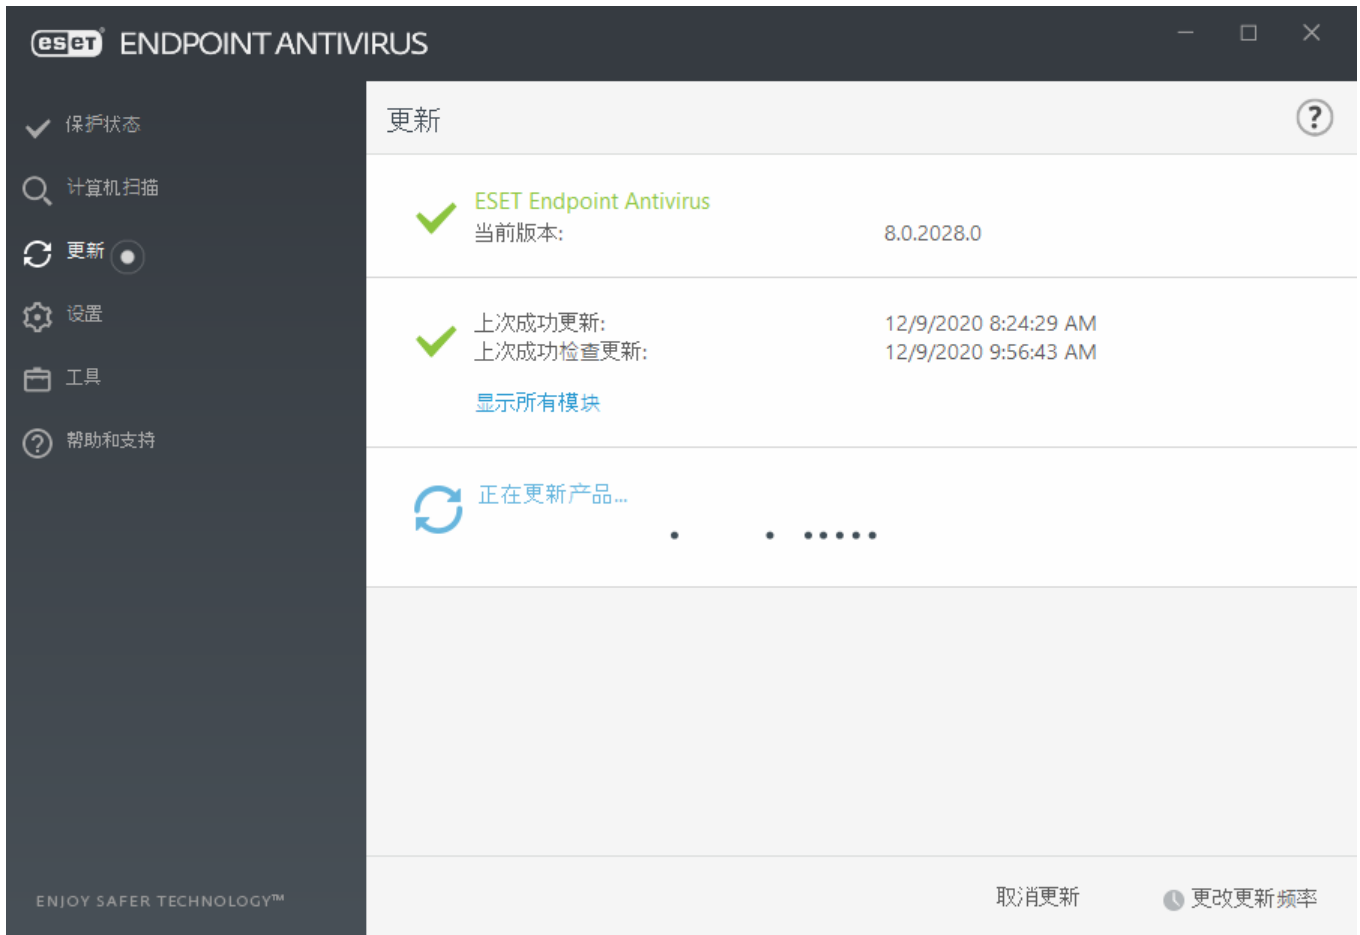 eset ENDPOINT ANTIVIRUS
保护状态
计算机扫描
更新
设置
工具
帮助和支持
ENJOY SAFER TECHNOLOGY™
更新
?
ESET Endpoint Antivirus
当前版本: 8.0.2028.0
上次成功更新: 12/9/2020 8:24:29 AM
上次成功检查更新: 12/9/2020 9:56:43 AM
显示所有模块
正在更新产品...
取消更新 更改更新频率